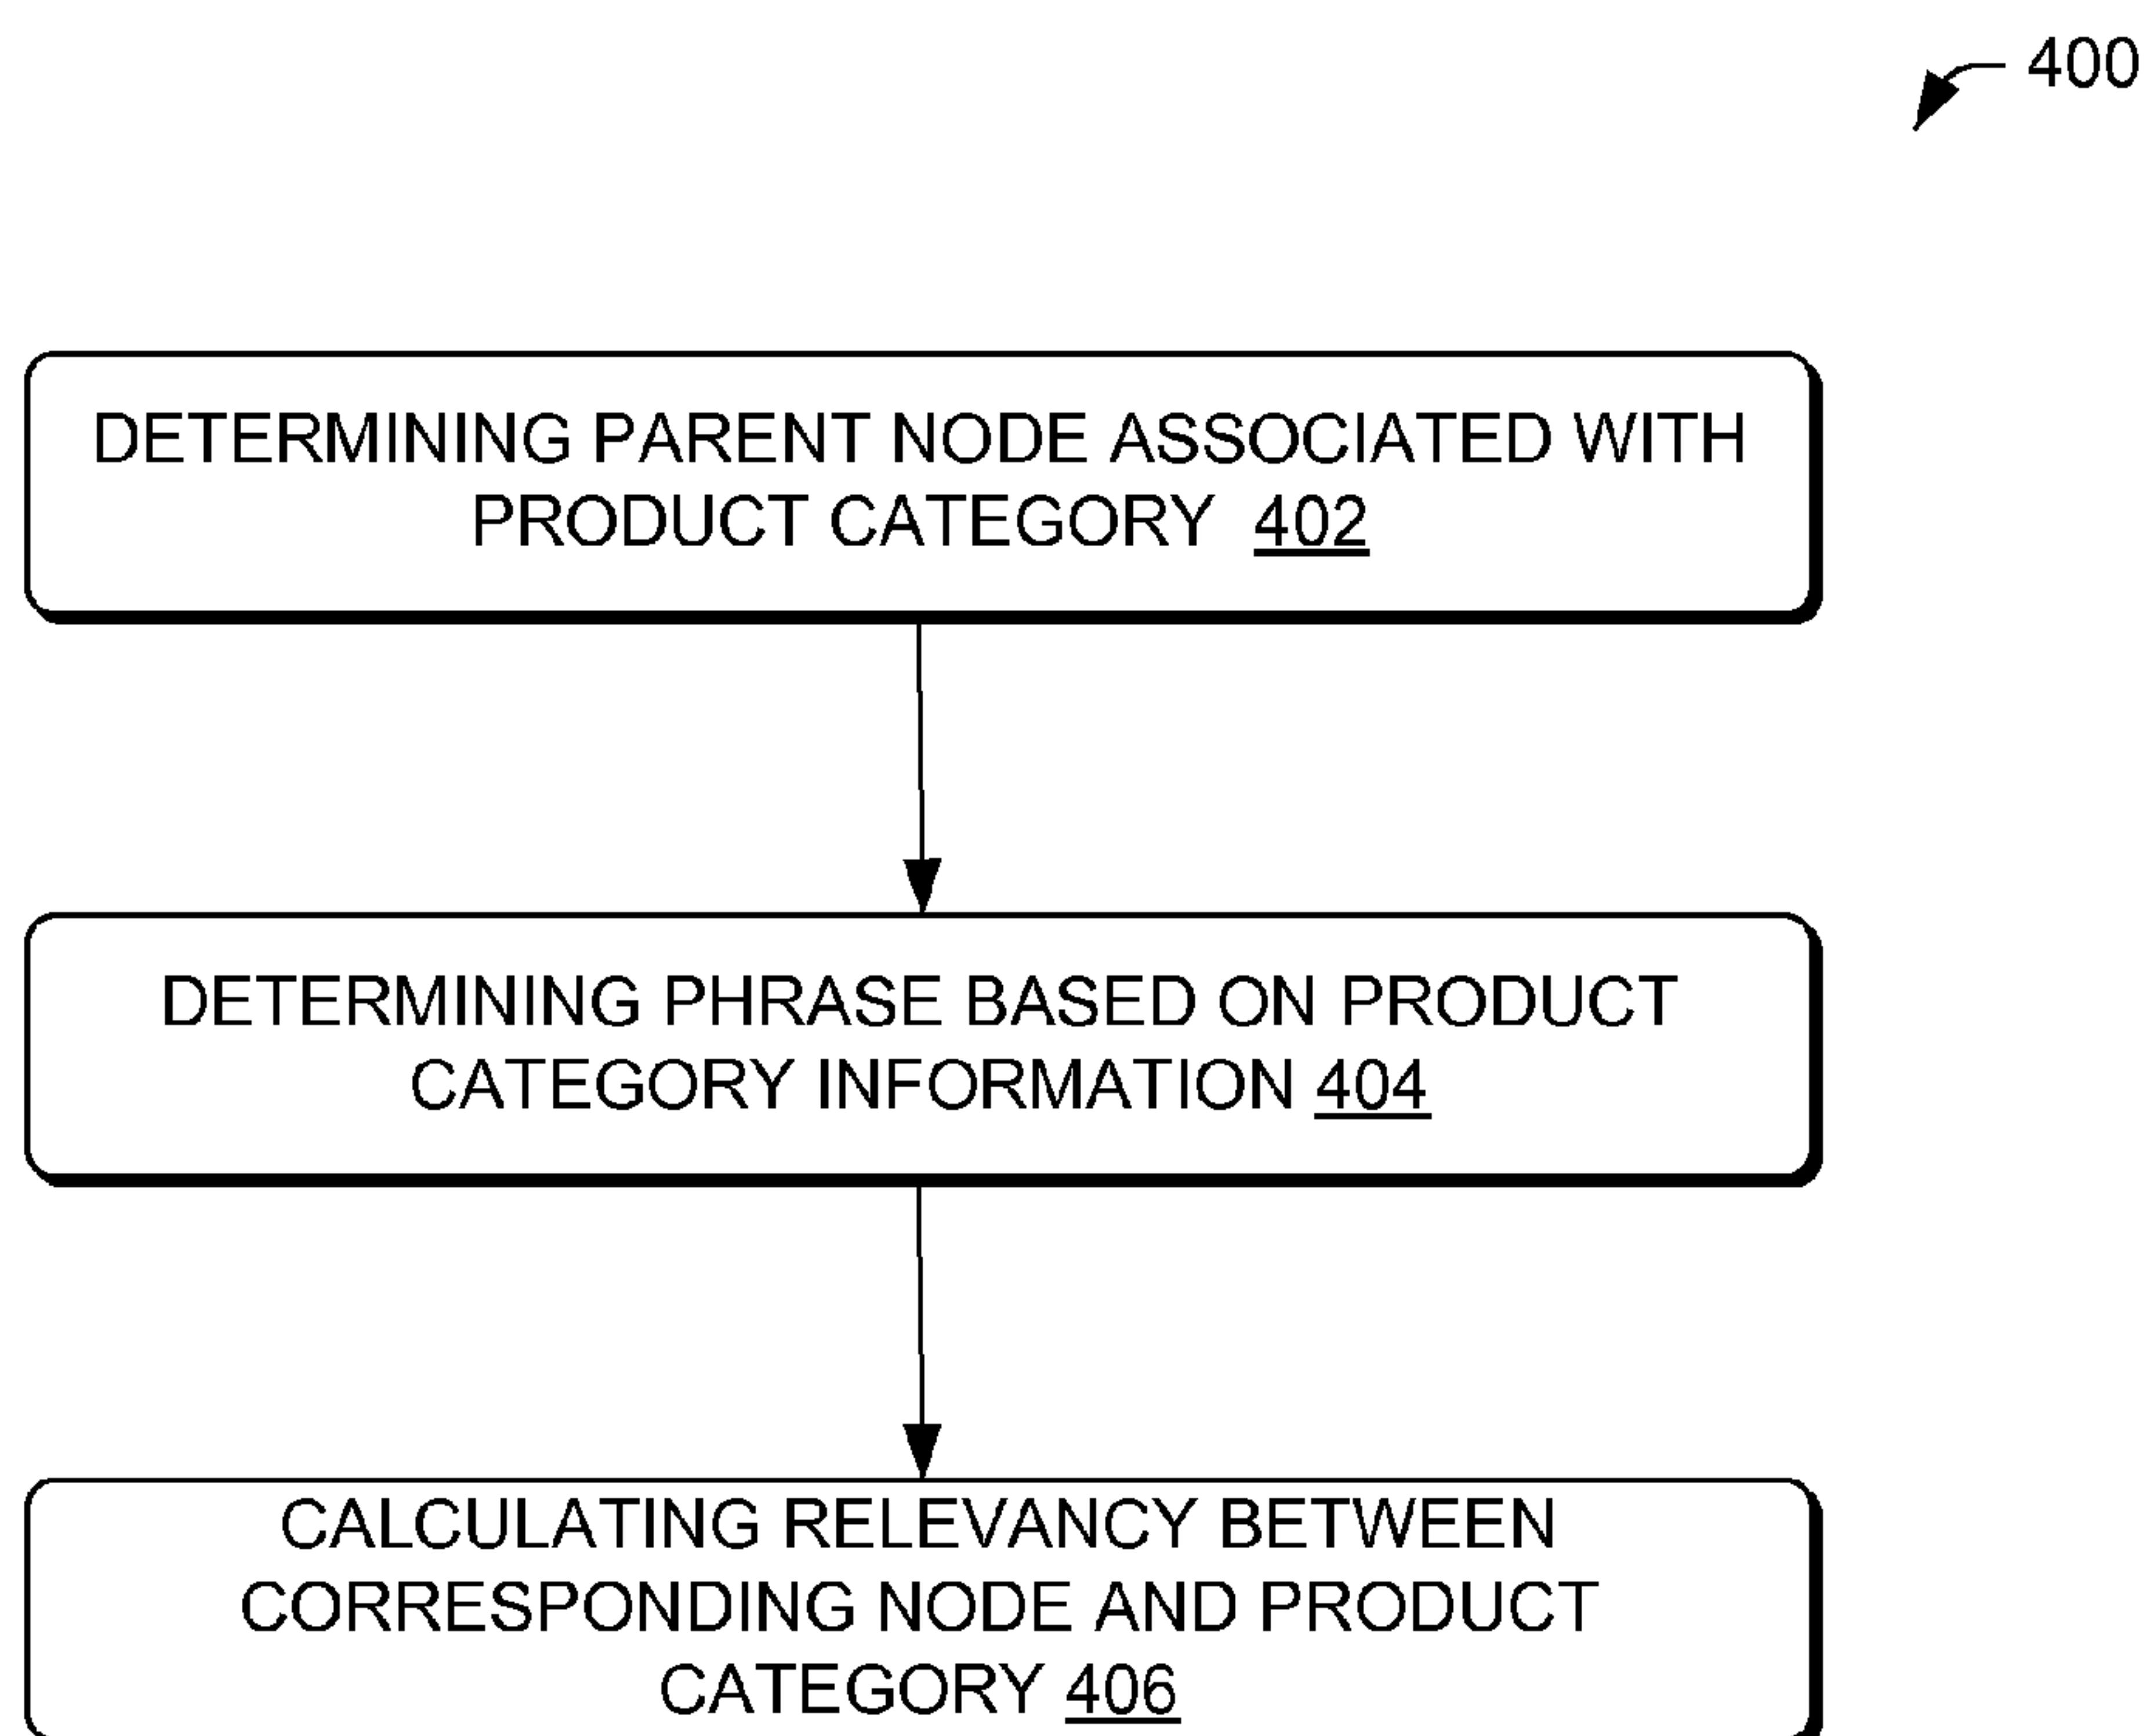 400
DETERMINING PARENT NODE ASSOCIATED WITH
PRODUCT CATEGORY 402
DETERMINING PHRASE BASED ON PRODUCT
CATEGORY INFORMATION 404
CALCULATING RELEVANCY BETWEEN
CORRESPONDING NODE AND PRODUCT
CATEGORY 406